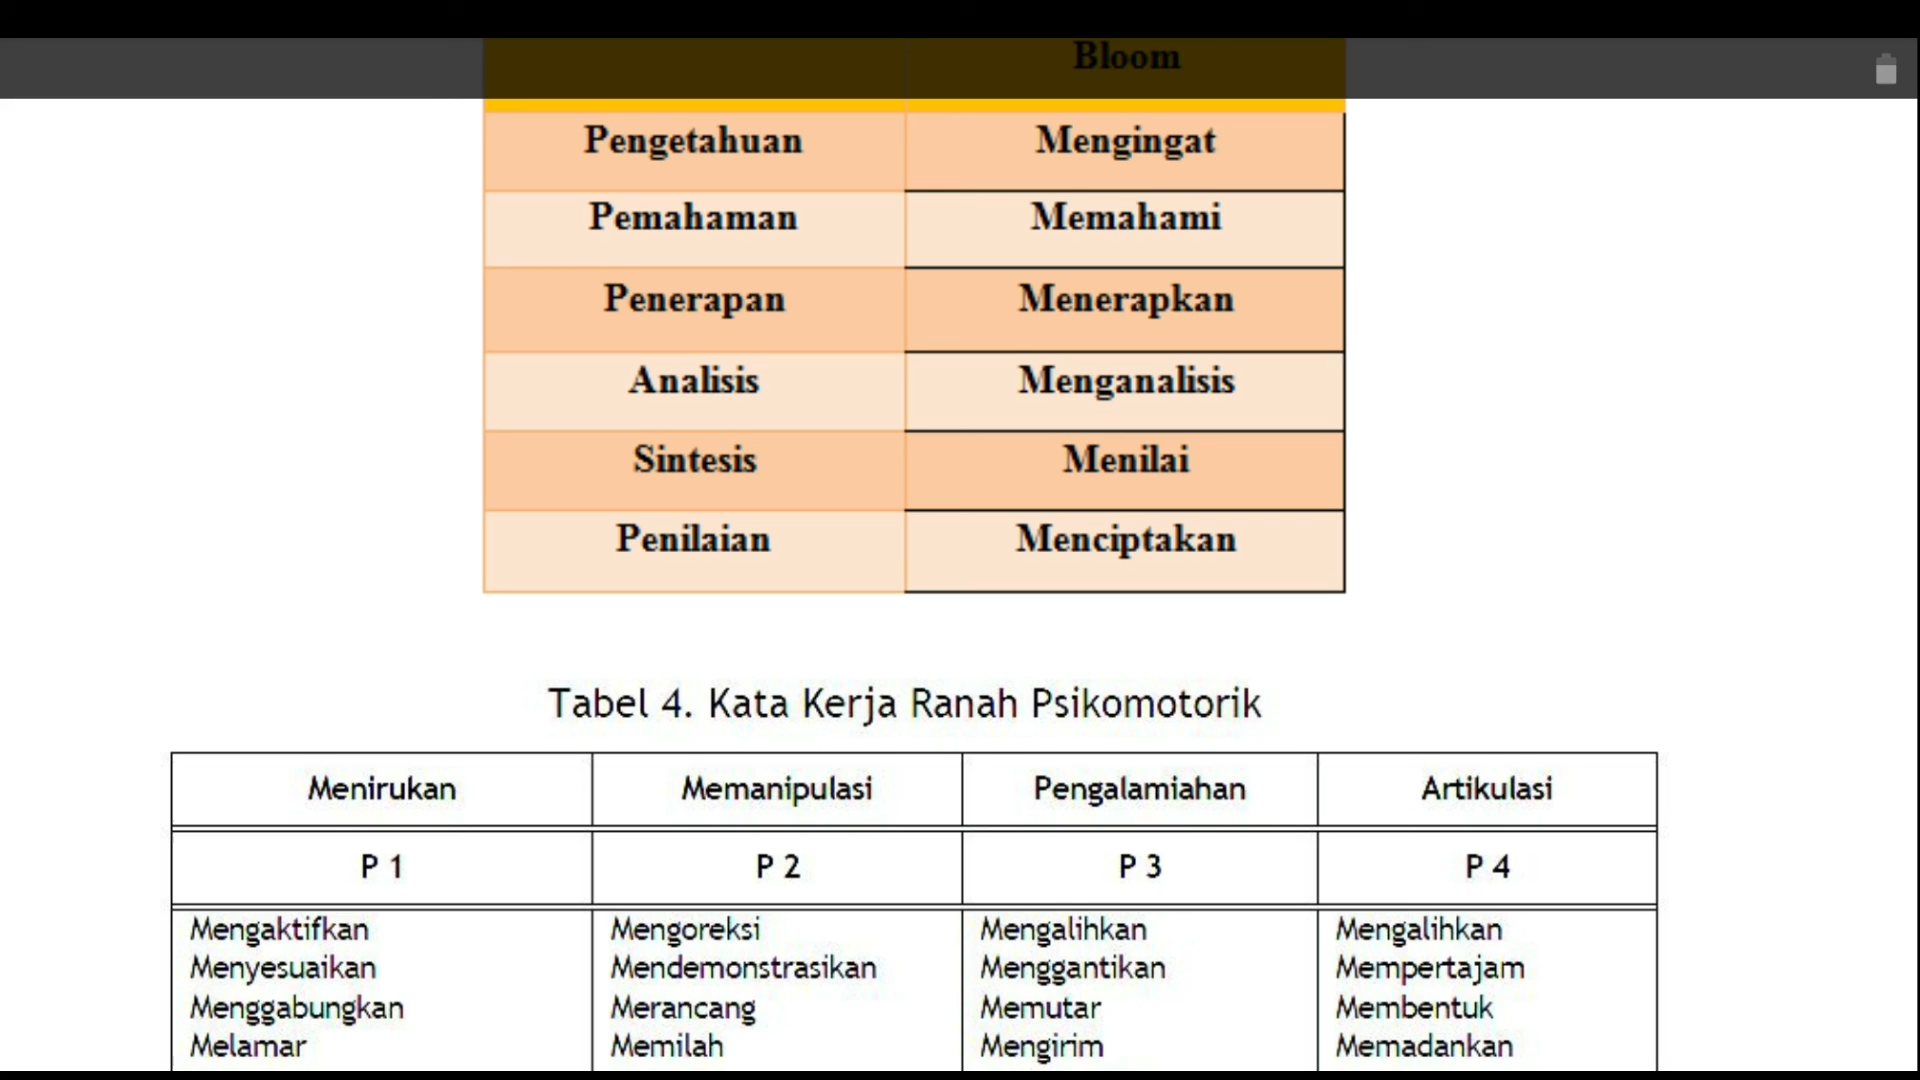 Bloom
Pengetahuan Mengingat
Pemahaman Memahami
Penerapan Menerapkan
Analisis Menganalisis
Sintesis Menilai
Penilaian Menciptakan
Tabel 4. Kata Kerja Ranah Psikomotorik
Menirukan Memanipulasi Pengalamiahan Artikulasi
P 1 P 2 P 3 P 4
Mengaktifkan Mengoreksi Mengalihkan Mengalihkan
Menyesuaikan Mendemonstrasikan Menggantikan Mempertajam
Menggabungkan Merancang Memutar Membentuk
Melamar Memilah Mengirim Memadankan